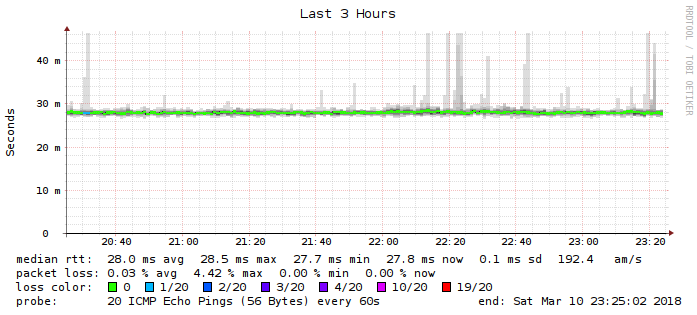 Last 3 Hours
RRDTOOL / TOBI OETIKER
Seconds
40 m
30 m
20 m
10 m
0
20:40 21:00 21:20 21:40 22:00 22:20 22:40 23:00 23:20
median rtt: 28.0 ms avg 28.5 ms max 27.7 ms min 27.8 ms now 0.1 ms sd 192.4 am/s
packet loss: 0.03 % avg 4.42 % max 0.00 % min 0.00 % now
loss color: 0 1/20 2/20 3/20 4/20 10/20 19/20
probe: 20 ICMP Echo Pings (56 Bytes) every 60s end: Sat Mar 10 23:25:02 2018